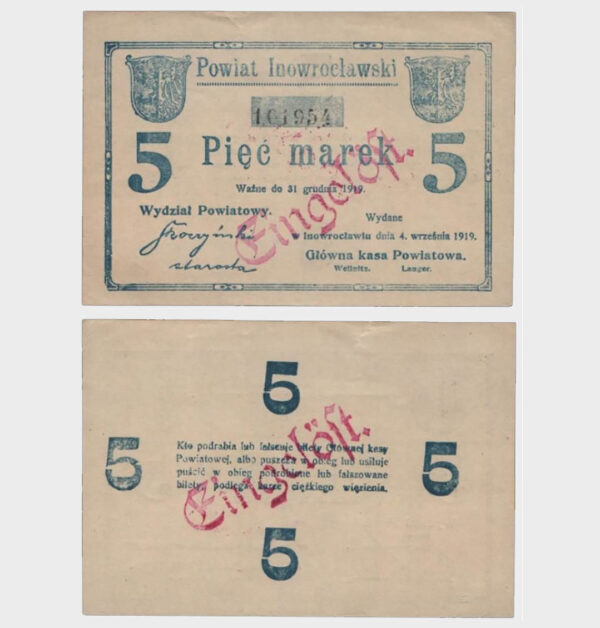 Powiat Inowrocławski
101954
5 Pięć marek 5
Ważne do 31 grudnia 1919.
Wydział Powiatowy.
starosta
Wydane
w Inowrocławiu dnia 4. września 1919.
Główna kasa Powiatowa.
Wellnitz. Langer.
Eingelöst.
5
5
5
Kto podrabia lub fałszuje bilety Głównej kasy
Powiatowej, albo puszcza w obieg lub usiłuje
puścić w obieg podrobione lub fałszowane
bilety, podlega karze ciężkiego więzienia.
5
Eingelöst.